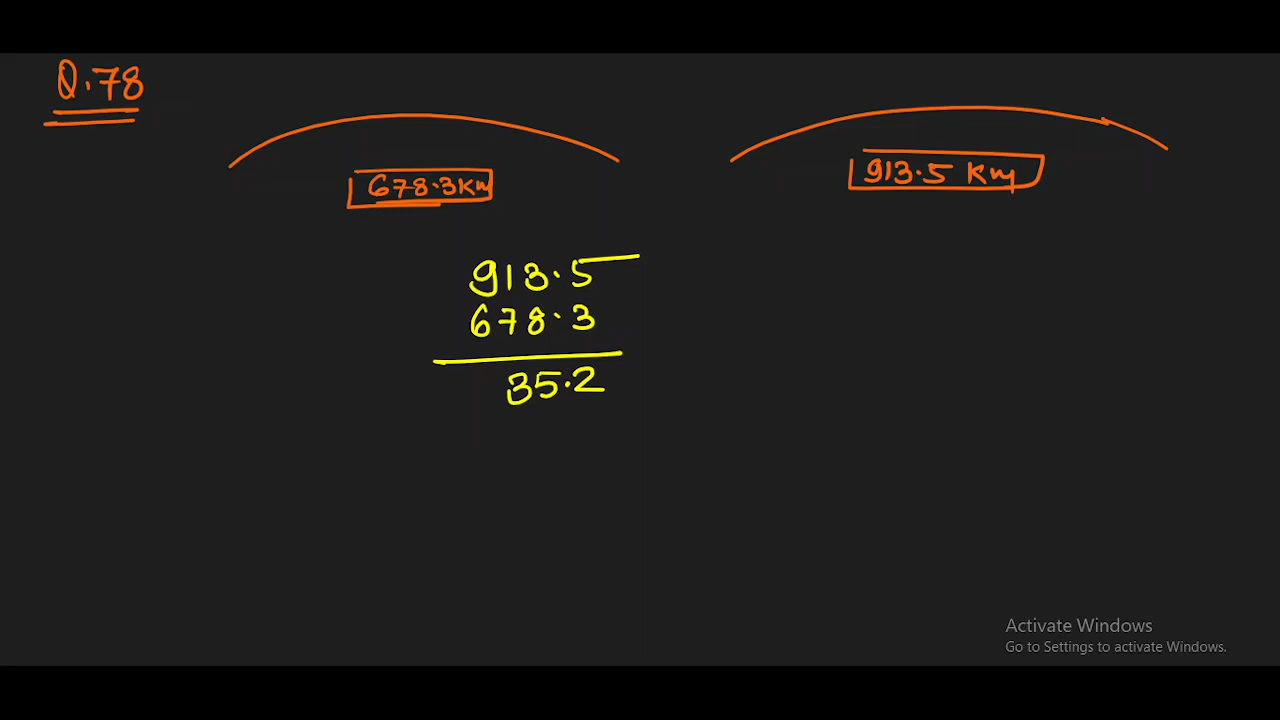 Q.78
678.3Km
913.5 Km
913.5
678.3
35.2
Activate Windows
Go to Settings to activate Windows.